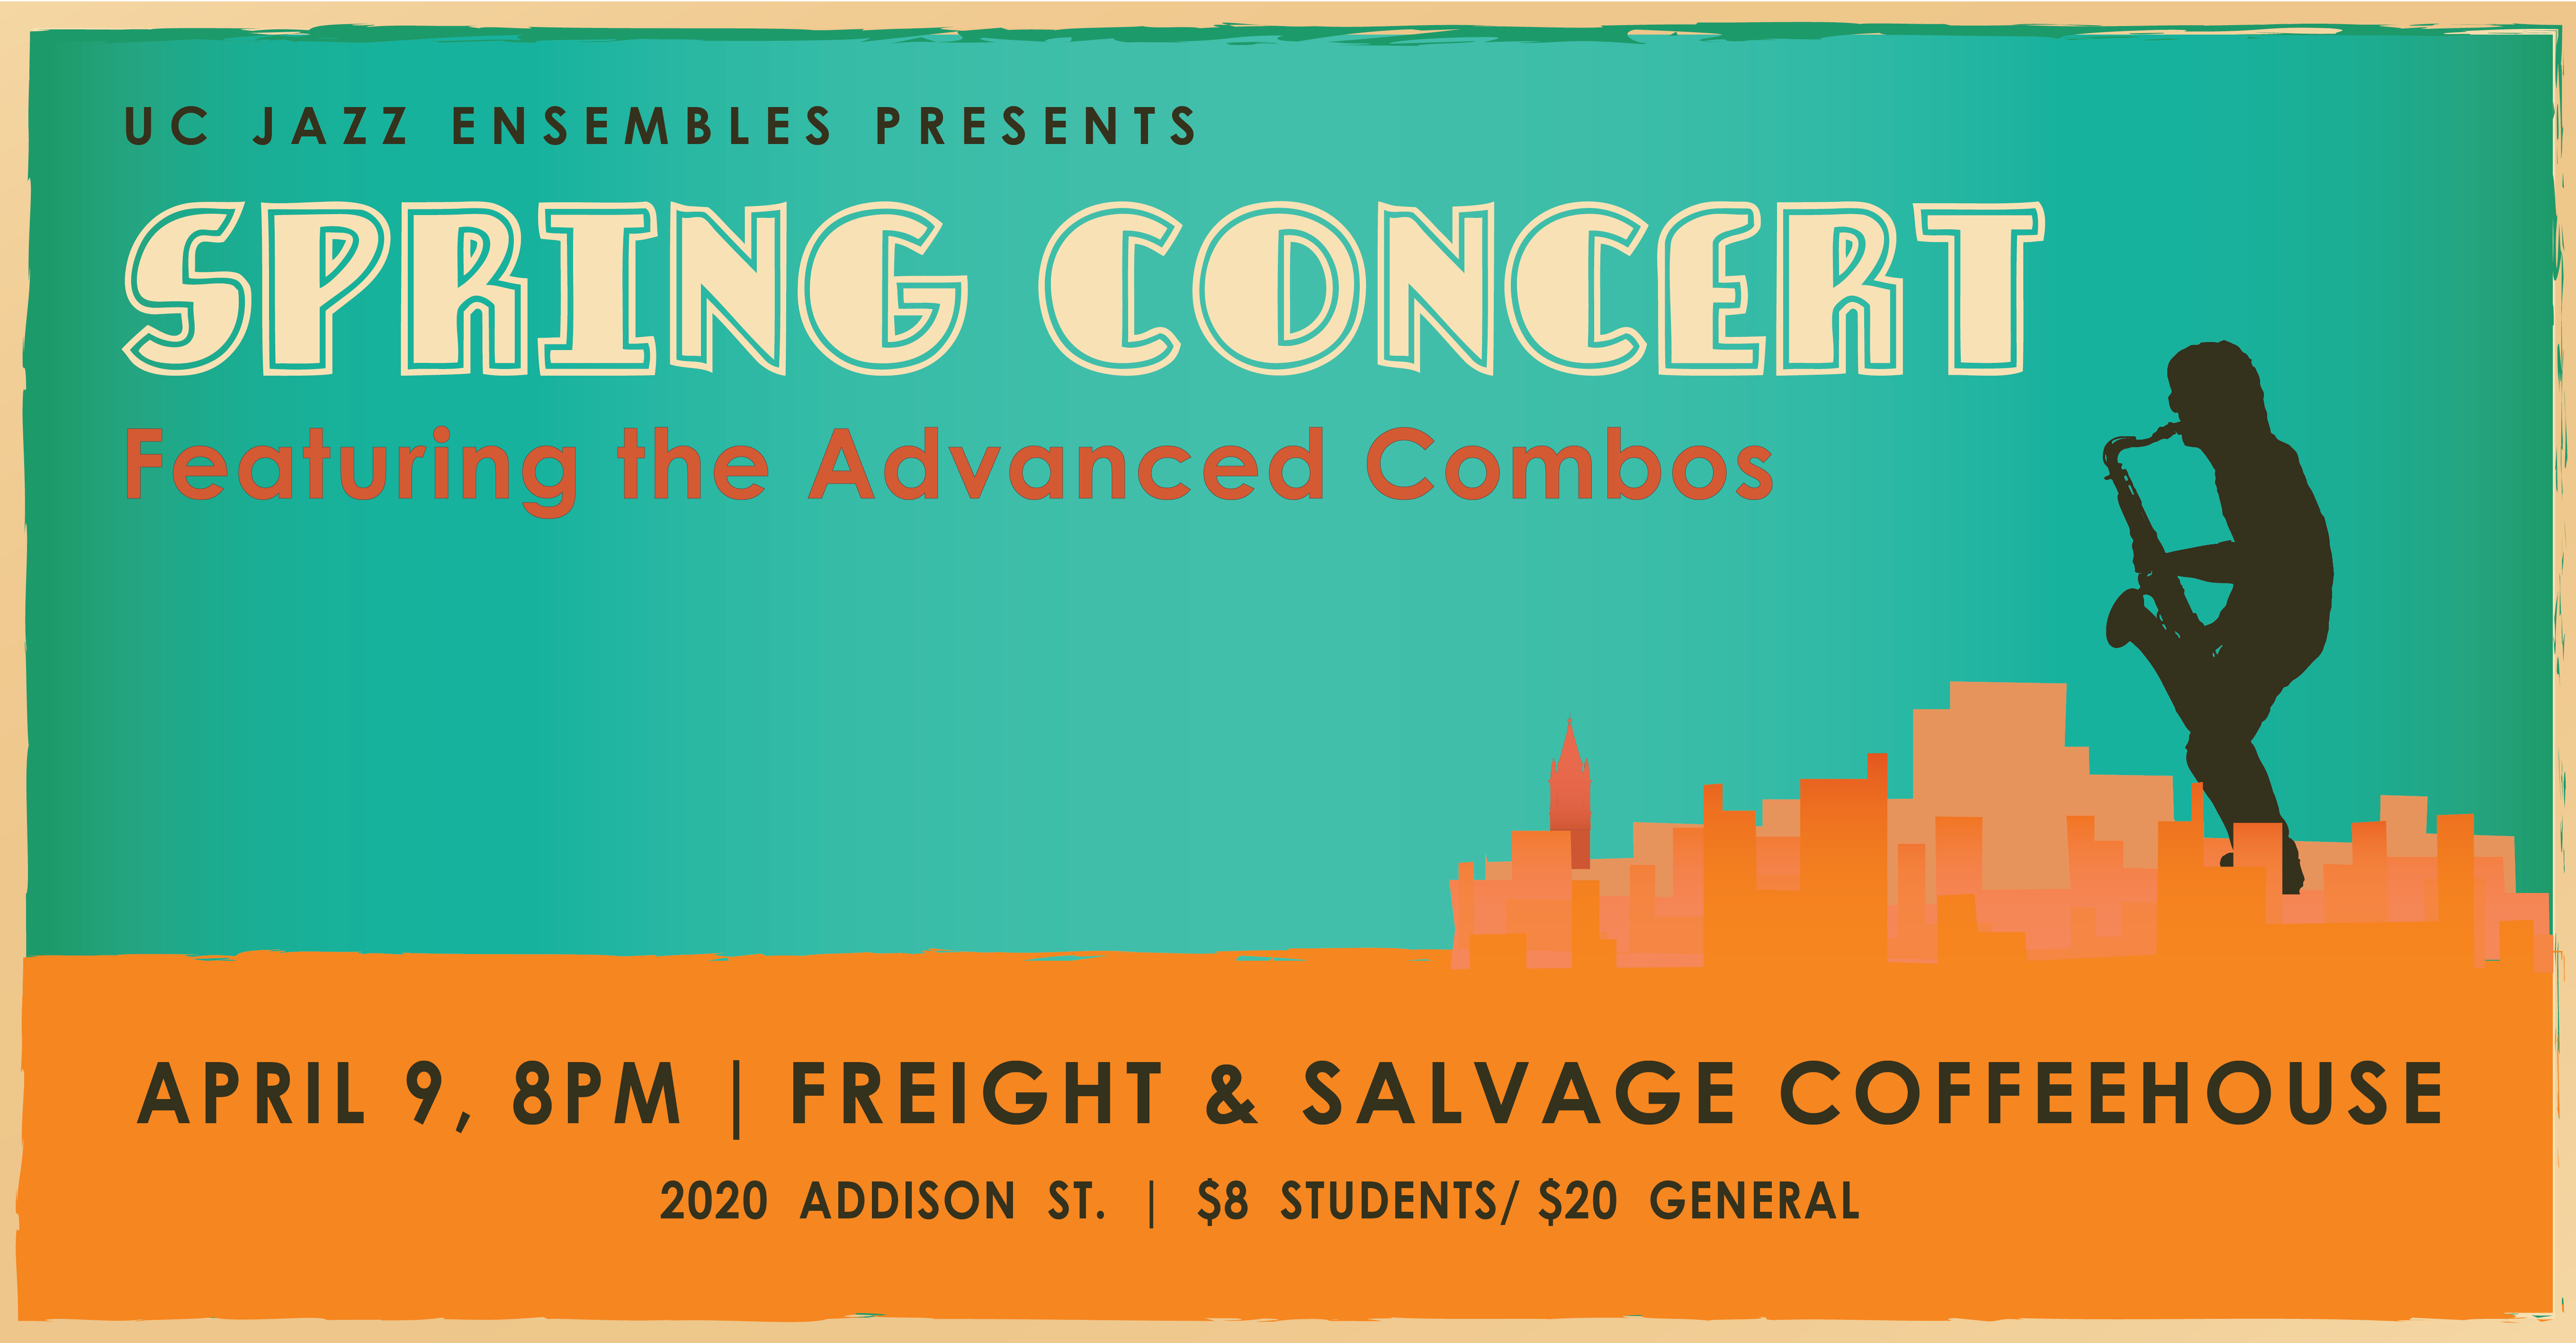 UC JAZZ ENSEMBLES PRESENTS
SPRING CONCERT
Featuring the Advanced Combos
APRIL 9, 8PM | FREIGHT & SALVAGE COFFEEHOUSE
2020 ADDISON ST. | $8 STUDENTS/ $20 GENERAL